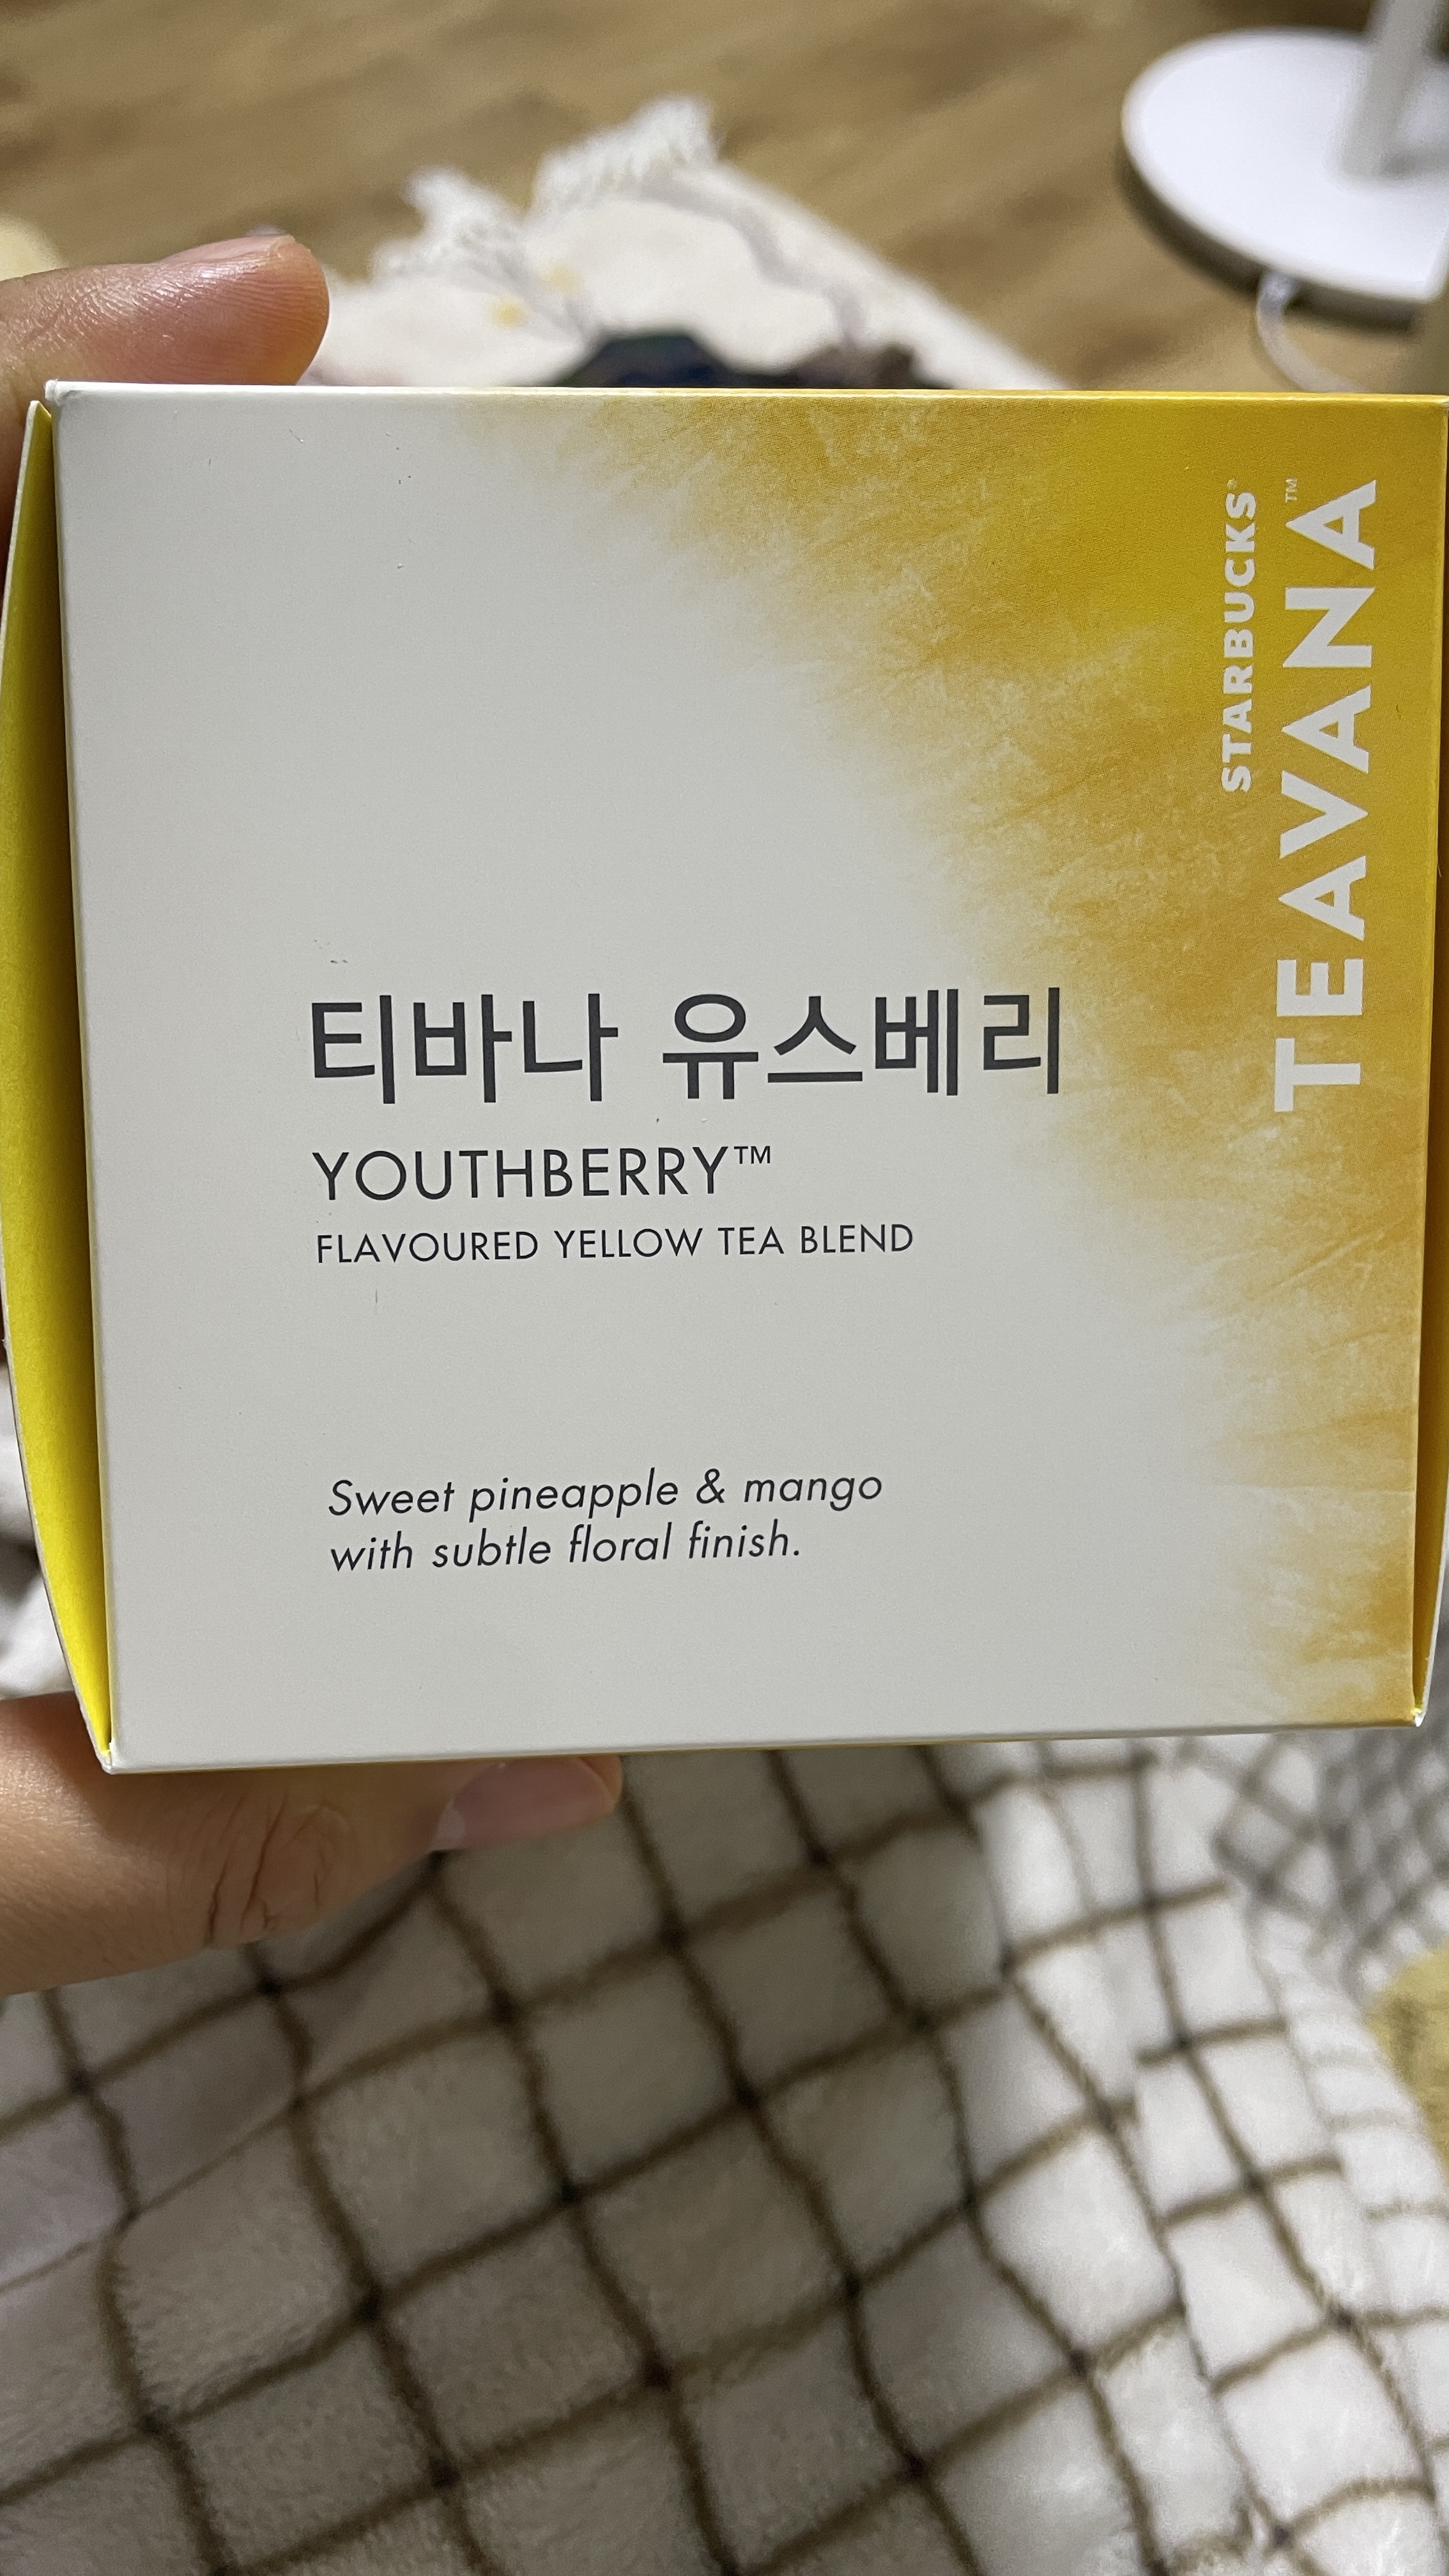 STARBUCKS®
TEAVANA™
티바나 유스베리
YOUTHBERRY™
FLAVOURED YELLOW TEA BLEND
Sweet pineapple & mango
with subtle floral finish.